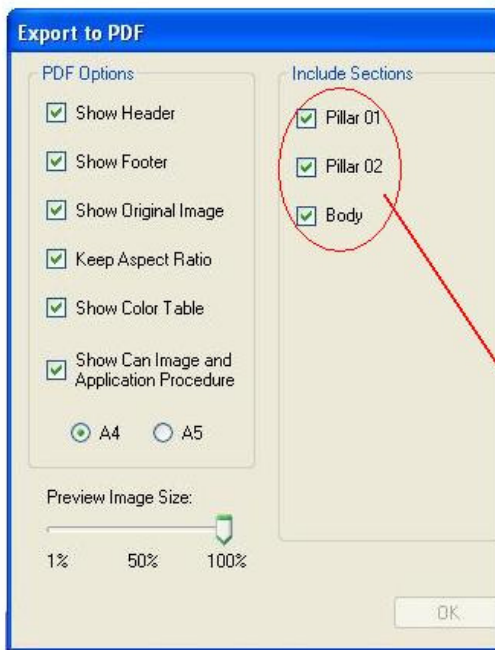 Export to PDF
PDF Options
Show Header
Show Footer
Show Original Image
Keep Aspect Ratio
Show Color Table
Show Can Image and
Application Procedure
A4 A5
Preview Image Size:
1% 50% 100%
Include Sections
Pillar 01
Pillar 02
Body
OK